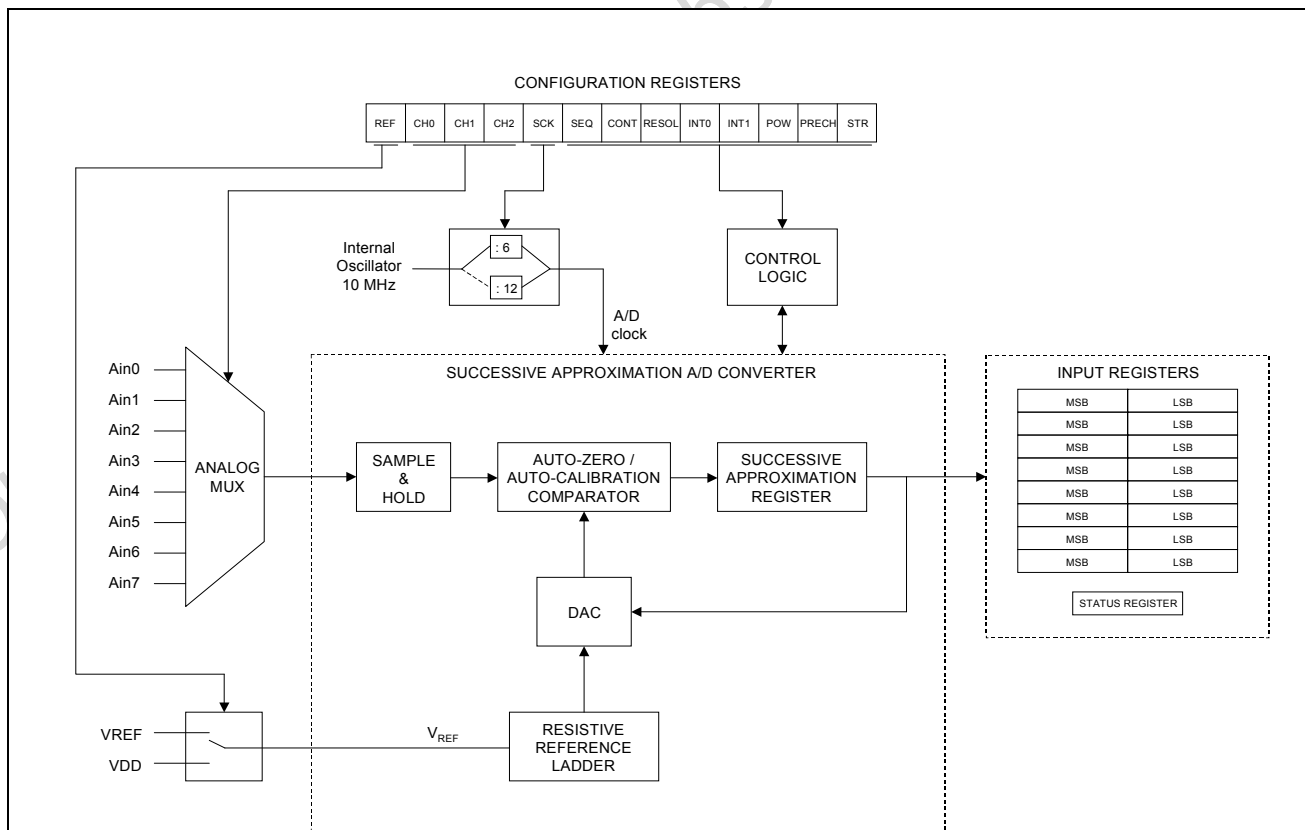 CONFIGURATION REGISTERS
REF CH0 CH1 CH2 SCK SEQ CONT RESOL INT0 INT1 POW PRECH STR
Internal
Oscillator
10 MHz
: 6
: 12
CONTROL
LOGIC
A/D
clock
Ain0
Ain1
Ain2
Ain3
Ain4
Ain5
Ain6
Ain7
ANALOG
MUX
SUCCESSIVE APPROXIMATION A/D CONVERTER
SAMPLE
&
HOLD
AUTO-ZERO /
AUTO-CALIBRATION
COMPARATOR
SUCCESSIVE
APPROXIMATION
REGISTER
DAC
RESISTIVE
REFERENCE
LADDER
VREF
VDD
VREF
INPUT REGISTERS
MSB LSB
MSB LSB
MSB LSB
MSB LSB
MSB LSB
MSB LSB
MSB LSB
MSB LSB
STATUS REGISTER